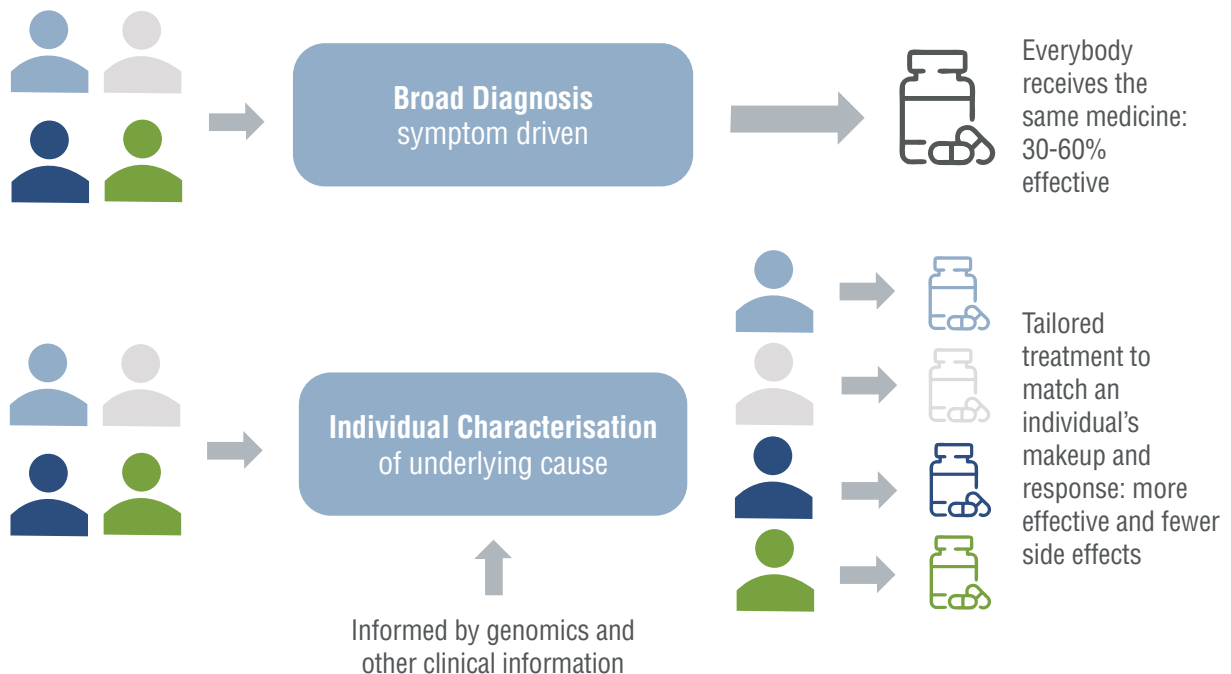 Broad Diagnosis
symptom driven
Everybody
receives the
same medicine:
30-60%
effective
Individual Characterisation
of underlying cause
Informed by genomics and
other clinical information
Tailored
treatment to
match an
individual’s
makeup and
response: more
effective and fewer
side effects